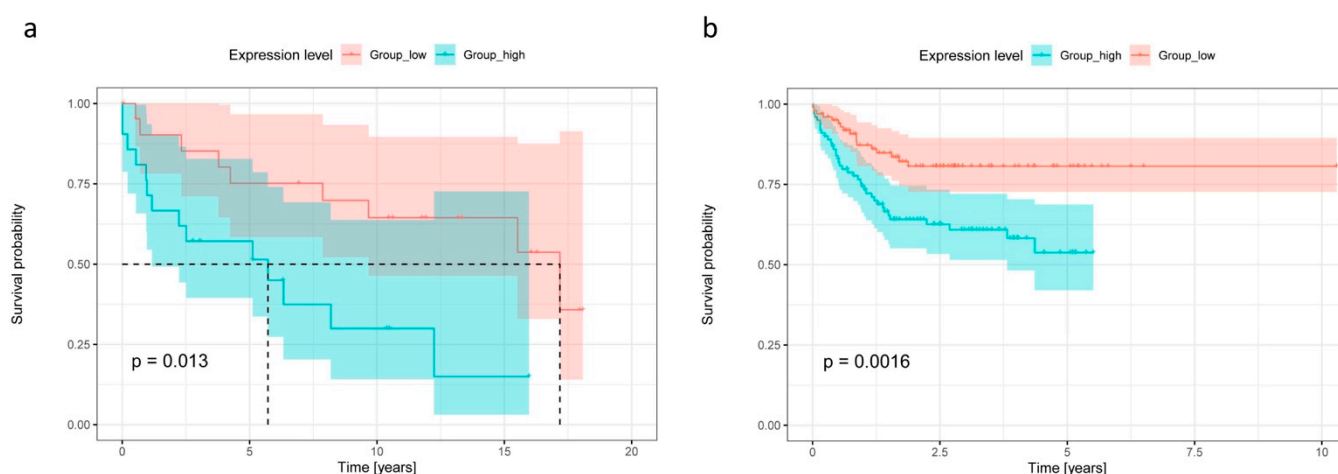 a
Expression level Group_low Group_high
Survival probability
1.00
0.75
0.50
0.25
0.00
p = 0.013
0 5 10 15 20
Time [years]
b
Expression level Group_high Group_low
Survival probability
1.00
0.75
0.50
0.25
0.00
p = 0.0016
0 2.5 5 7.5 10
Time [years]